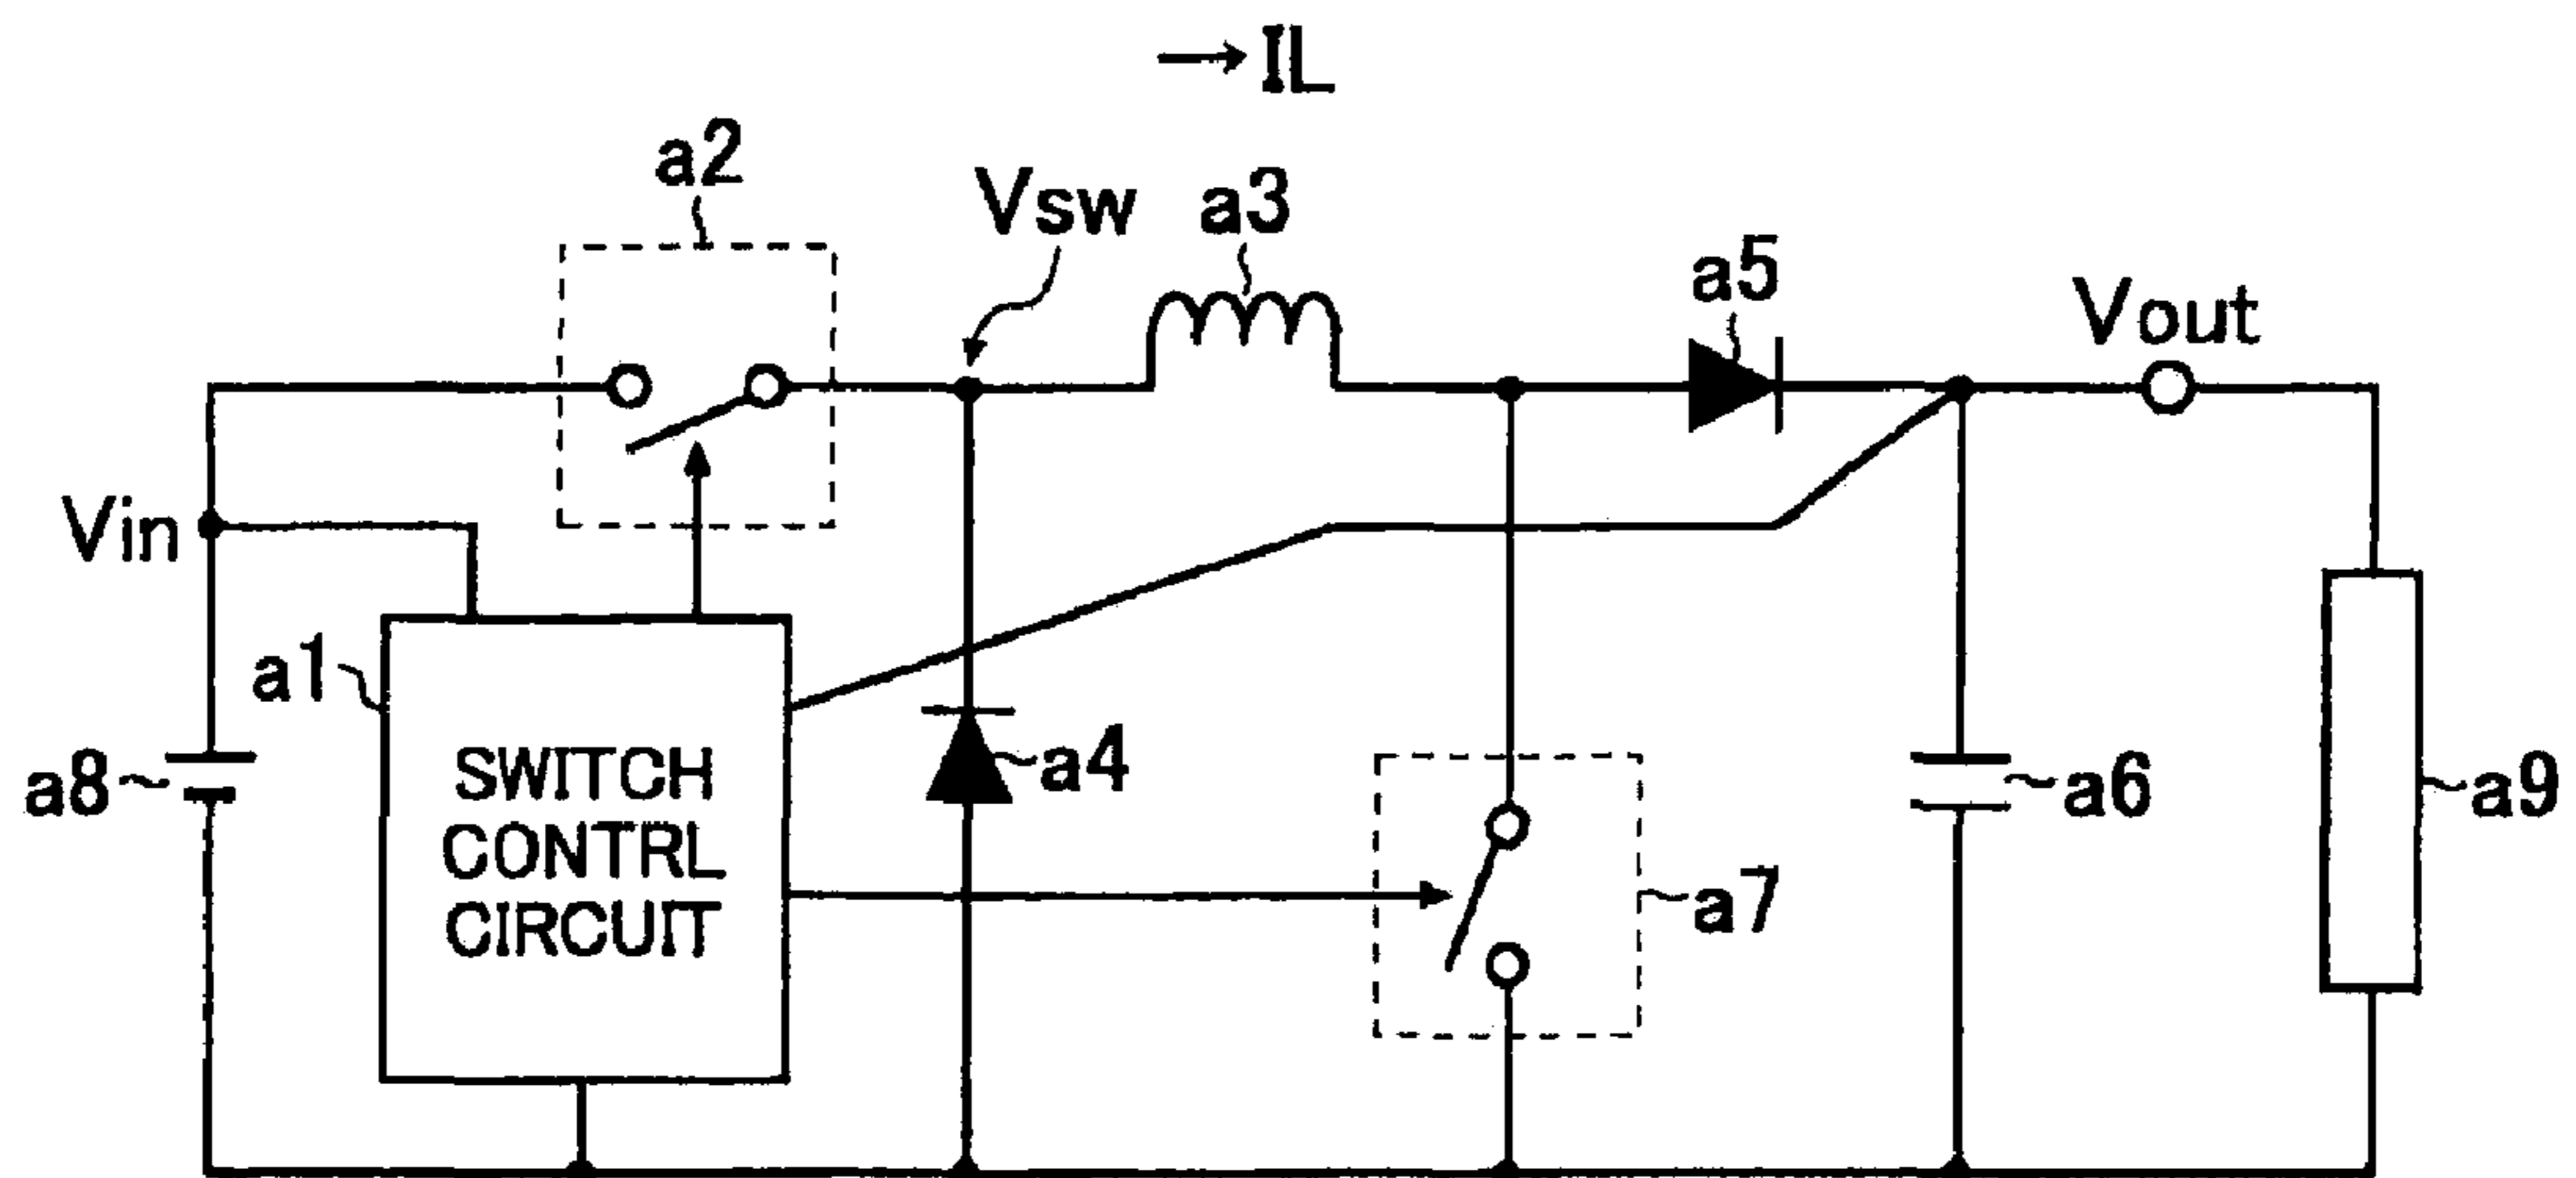 → IL
a2
Vsw
a3
a5
Vout
Vin
a1
SWITCH
CONTRL
CIRCUIT
a8
a4
a6
a9
a7